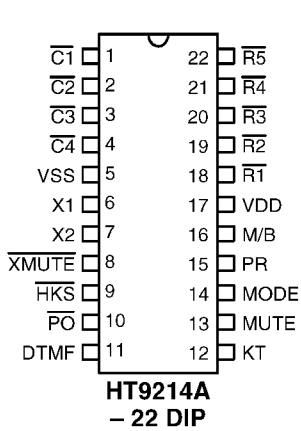 C1 1 22 R5
C2 2 21 R4
C3 3 20 R3
C4 4 19 R2
VSS 5 18 R1
X1 6 17 VDD
X2 7 16 M/B
XMUTE 8 15 PR
HKS 9 14 MODE
PO 10 13 MUTE
DTMF 11 12 KT
HT9214A
– 22 DIP